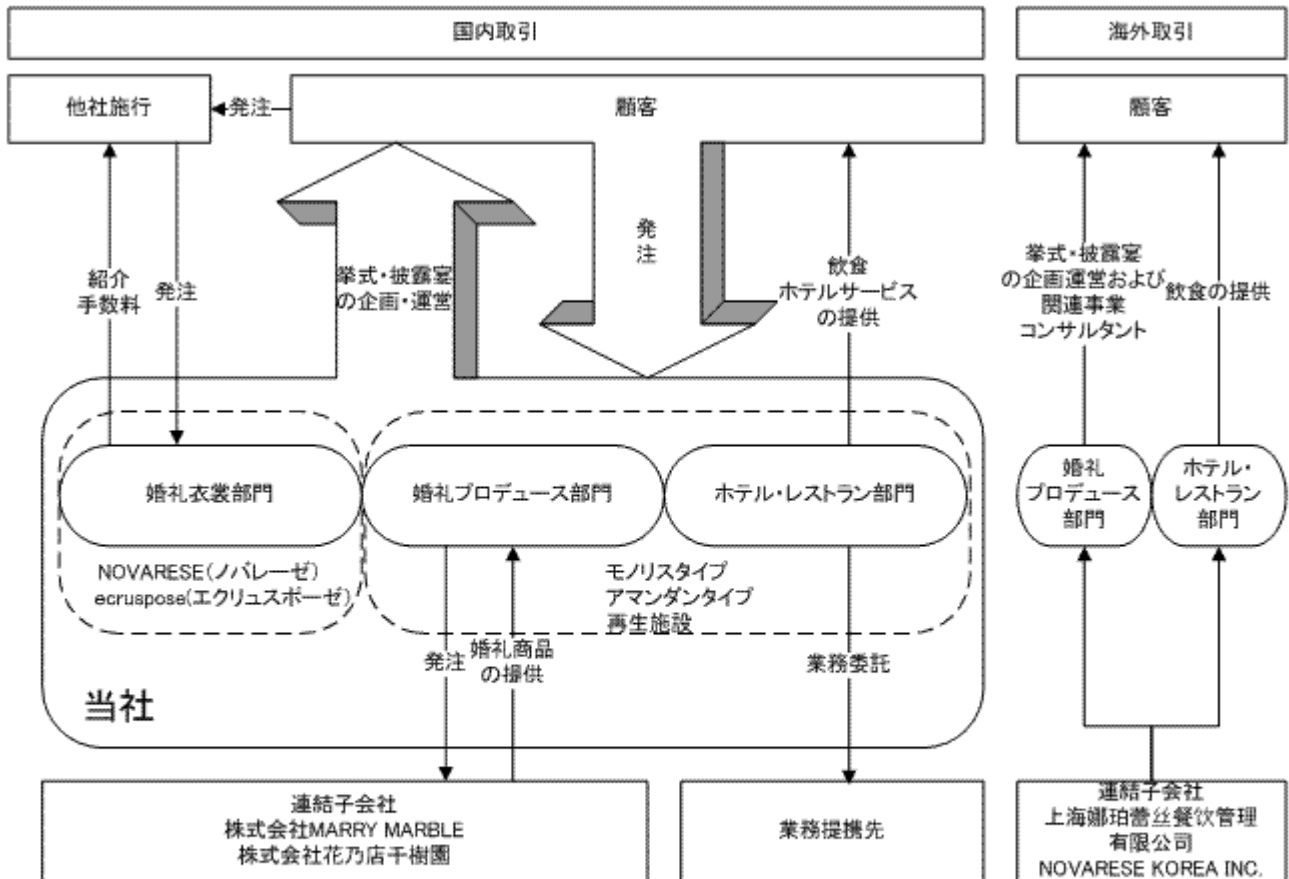 国内取引
海外取引
他社施行
発注
顧客
顧客
紹介
手数料
発注
挙式・披露宴
の企画・運営
発
注
飲食
ホテルサービス
の提供
挙式・披露宴
の企画運営および
関連事業
コンサルタント
飲食の提供
婚礼衣裳部門
婚礼プロデュース部門
ホテル・レストラン部門
婚礼
プロデュース
部門
ホテル・
レストラン
部門
NOVARESE(ノバレーゼ)
ecruspose(エクリュスポーゼ)
モノリスタイプ
アマンダンタイプ
再生施設
発注
婚礼商品
の提供
業務委託
当社
連結子会社
株式会社MARRY MARBLE
株式会社花乃店千樹園
業務提携先
連結子会社
上海娜珀蕾丝餐饮管理
有限公司
NOVARESE KOREA INC.